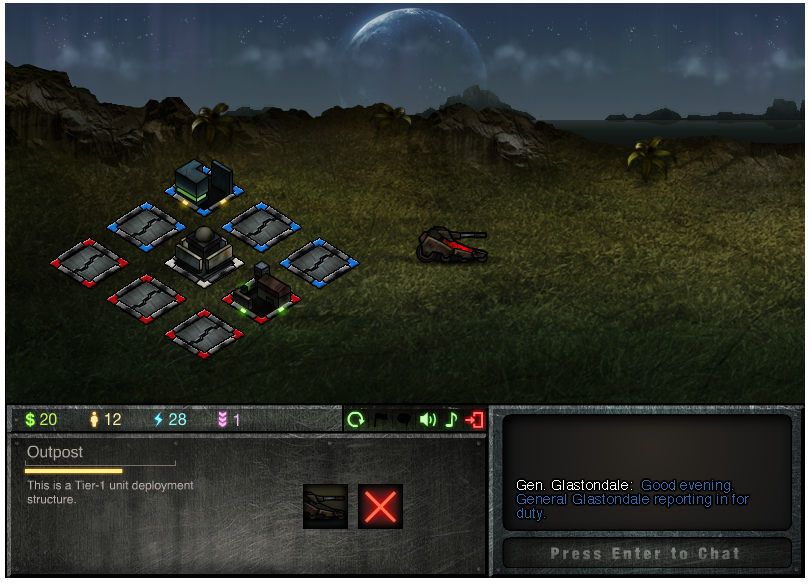 $ 20 12 28 1
Outpost
This is a Tier-1 unit deployment
structure.
Gen. Glastondale: Good evening.
General Glastondale reporting in for
duty.
Press Enter to Chat